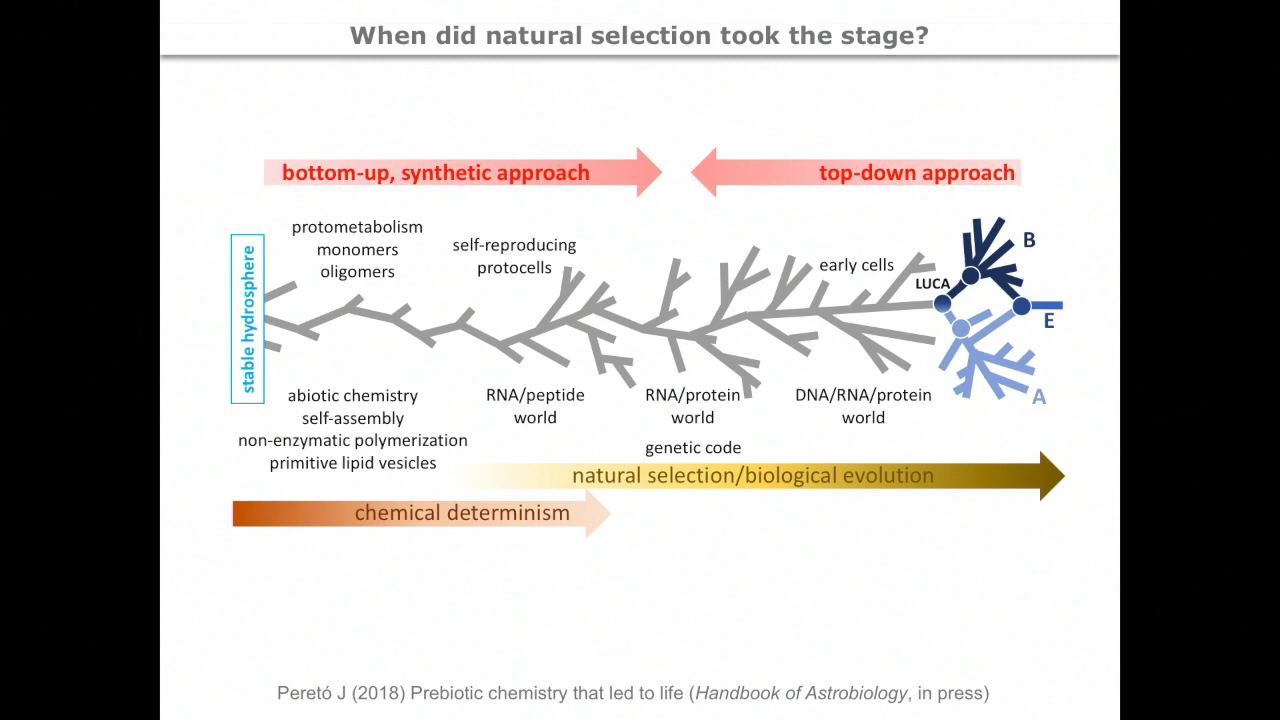 When did natural selection took the stage?
bottom-up, synthetic approach
top-down approach
stable hydrosphere
protometabolism
monomers
oligomers
self-reproducing
protocells
early cells
LUCA
B
E
A
abiotic chemistry
self-assembly
non-enzymatic polymerization
primitive lipid vesicles
RNA/peptide
world
RNA/protein
world
genetic code
DNA/RNA/protein
world
natural selection/biological evolution
chemical determinism
Peretó J (2018) Prebiotic chemistry that led to life (Handbook of Astrobiology, in press)